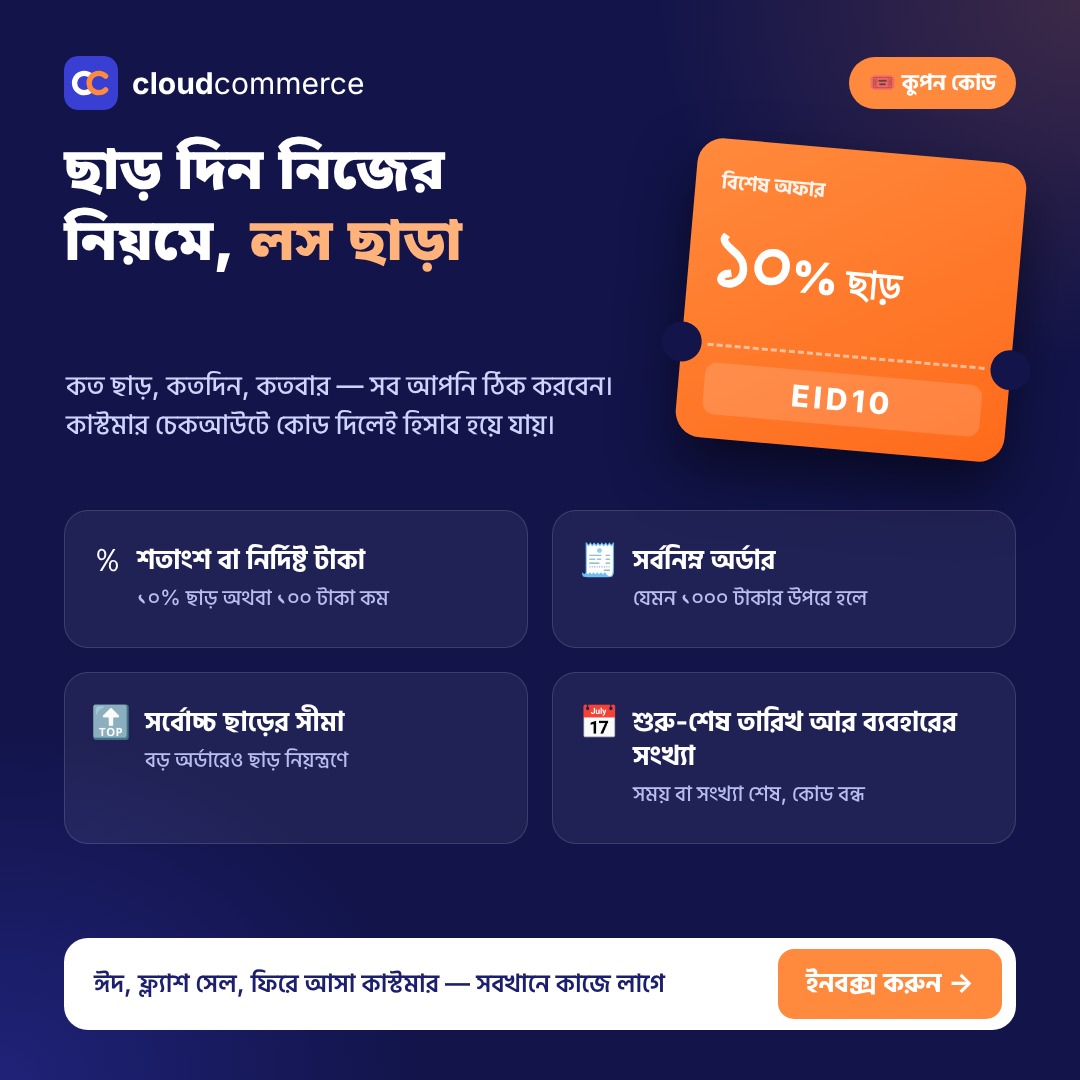 cloudcommerce
🎟️ কুপন কোড
ছাড় দিন নিজের
নিয়মে, লস ছাড়া
বিশেষ অফার
১০% ছাড়
EID10
কত ছাড়, কতদিন, কতবার — সব আপনি ঠিক করবেন।
কাস্টমার চেকআউটে কোড দিলেই হিসাব হয়ে যায়।
% শতাংশ বা নির্দিষ্ট টাকা
১০% ছাড় অথবা ১০০ টাকা কম
সর্বনিম্ন অর্ডার
যেমন ১০০০ টাকার উপরে হলে
TOP
সর্বোচ্চ ছাড়ের সীমা
বড় অর্ডারেও ছাড় নিয়ন্ত্রণে
July
17
শুরু-শেষ তারিখ আর ব্যবহারের
সংখ্যা
সময় বা সংখ্যা শেষ, কোড বন্ধ
ঈদ, ফ্ল্যাশ সেল, ফিরে আসা কাস্টমার — সবখানে কাজে লাগে
ইনবক্স করুন →